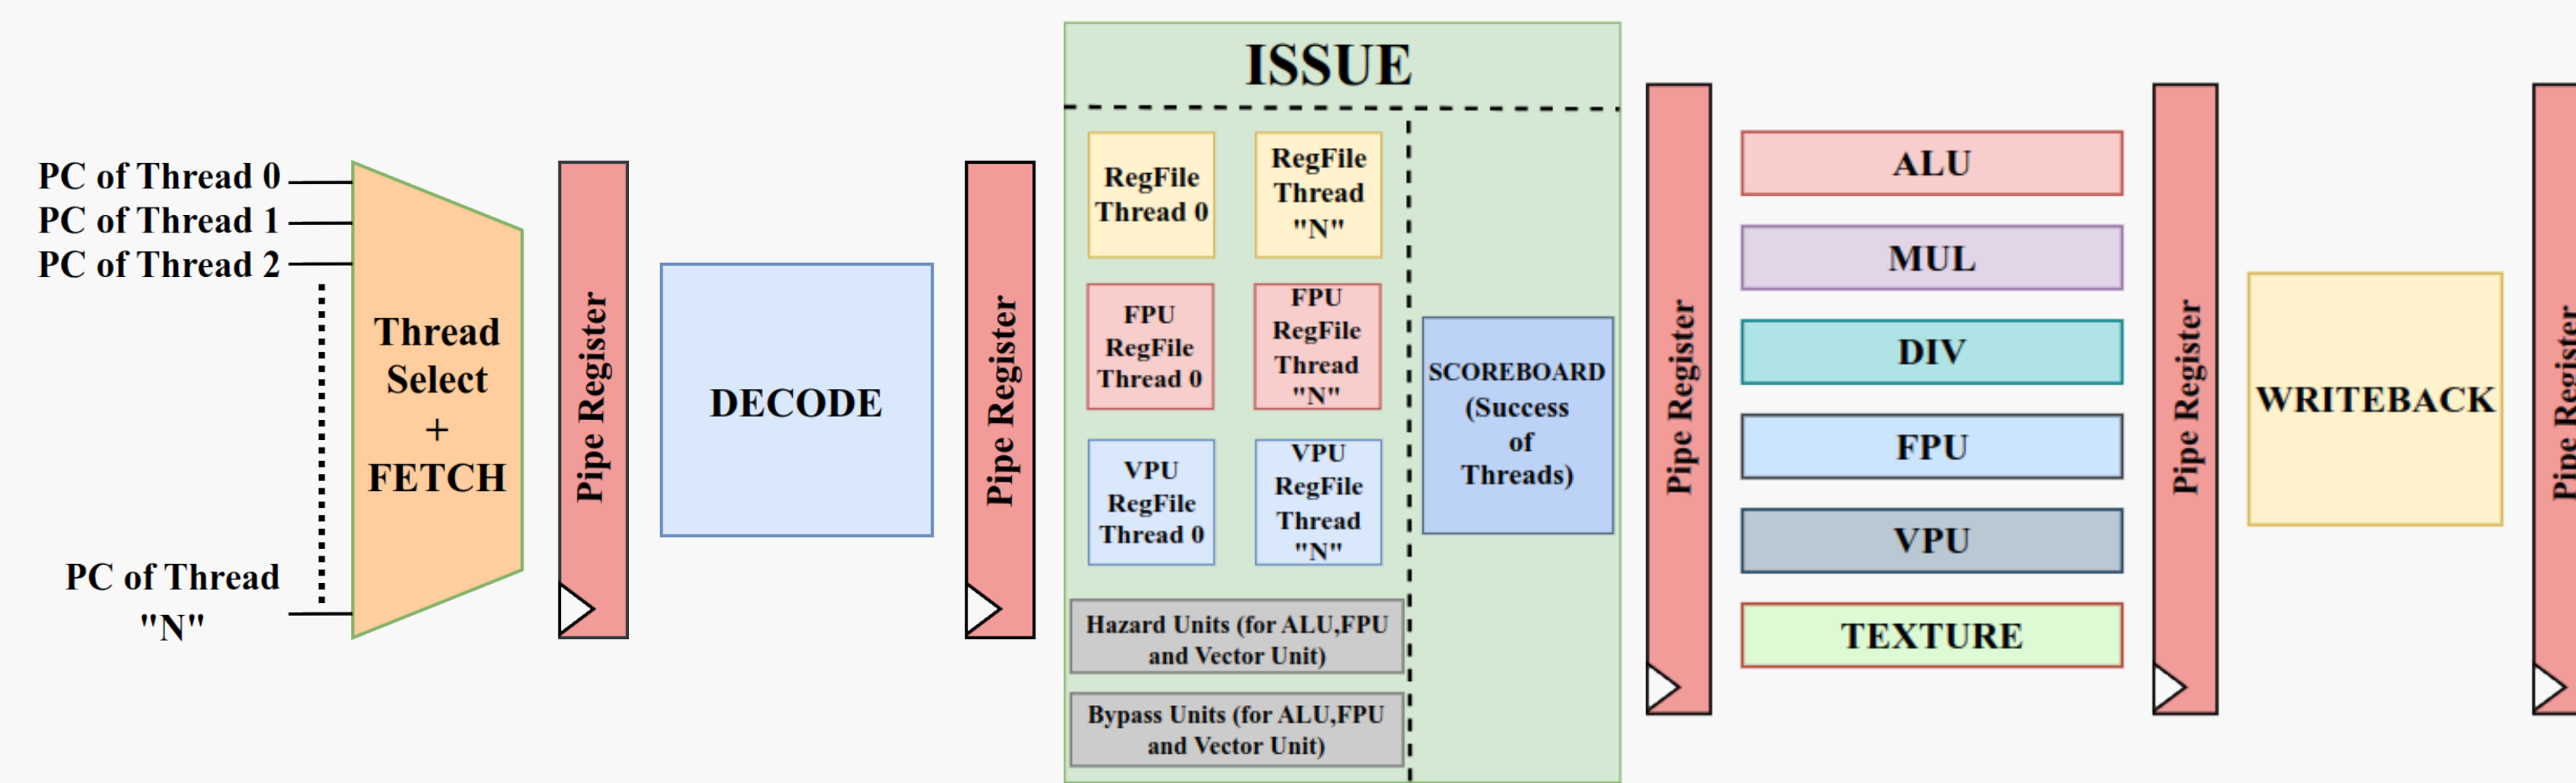 PC of Thread 0
PC of Thread 1
PC of Thread 2
PC of Thread
"N"
Thread
Select
+
FETCH
Pipe Register
DECODE
Pipe Register
ISSUE
RegFile
Thread 0
RegFile
Thread
"N"
FPU
RegFile
Thread 0
FPU
RegFile
Thread
"N"
VPU
RegFile
Thread 0
VPU
RegFile
Thread
"N"
Hazard Units (for ALU,FPU
and Vector Unit)
Bypass Units (for ALU,FPU
and Vector Unit)
SCOREBOARD
(Success
of
Threads)
Pipe Register
ALU
MUL
DIV
FPU
VPU
TEXTURE
Pipe Register
WRITEBACK
Pipe Register